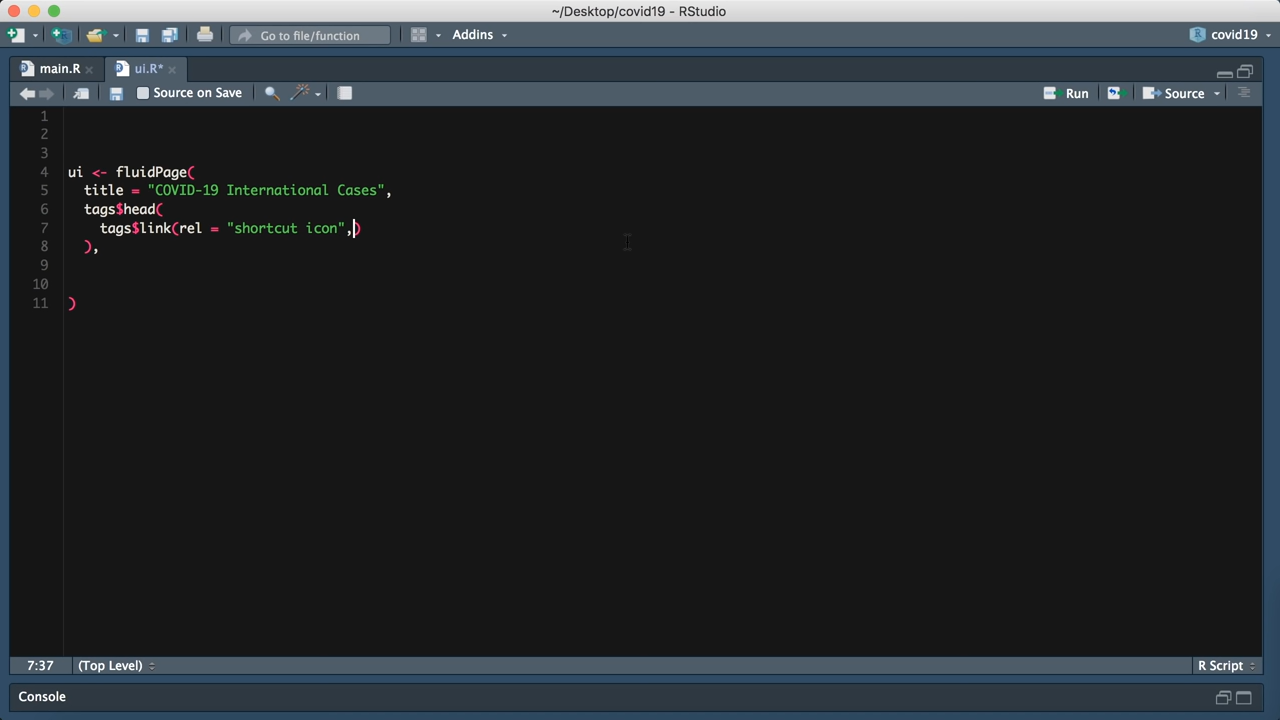 ~/Desktop/covid19 - RStudio
Go to file/function
Addins
covid19
main.R
ui.R*
Source on Save
Run
Source
1
2
3
4 ui <- fluidPage(
5 title = "COVID-19 International Cases",
6 tags$head(
7 tags$link(rel = "shortcut icon",)
8 ),
9
10
11 )
7:37
(Top Level)
R Script
Console